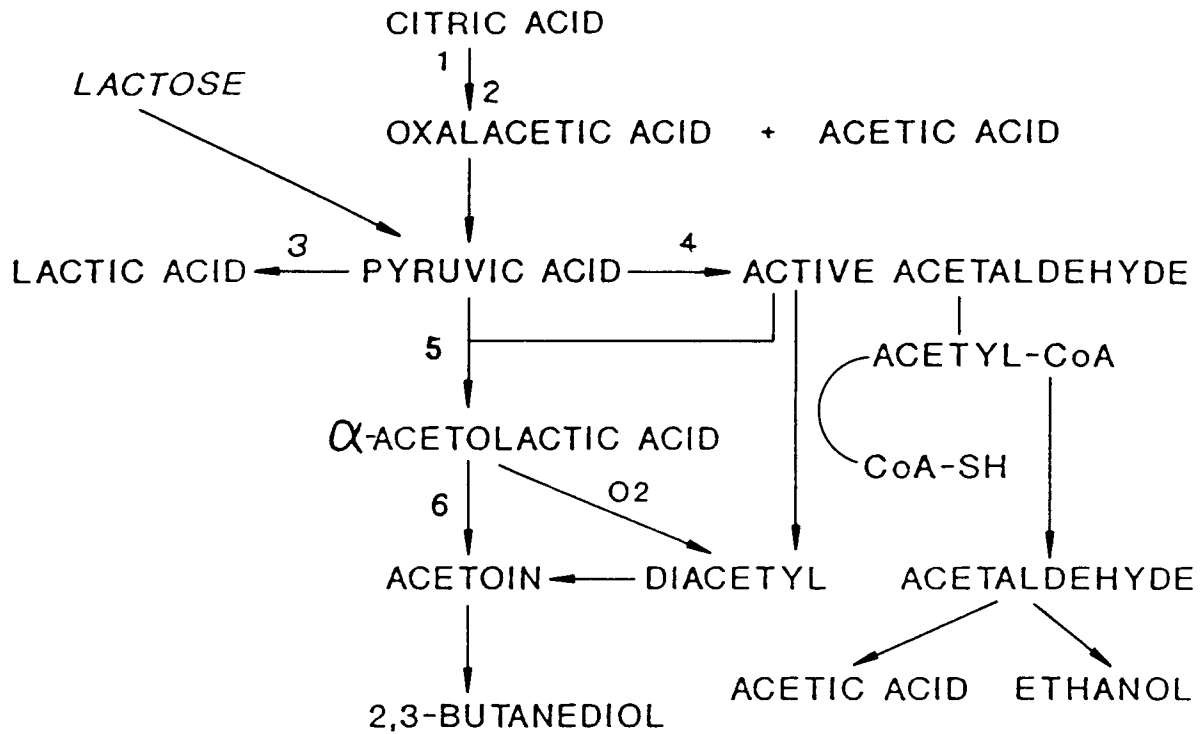 CITRIC ACID
1
LACTOSE
2
OXALACETIC ACID + ACETIC ACID
3
4
LACTIC ACID PYRUVIC ACID ACTIVE ACETALDEHYDE
5
ACETYL-CoA
α-ACETOLACTIC ACID
CoA-SH
6
O2
ACETOIN DIACETYL ACETALDEHYDE
ACETIC ACID ETHANOL
2,3-BUTANEDIOL